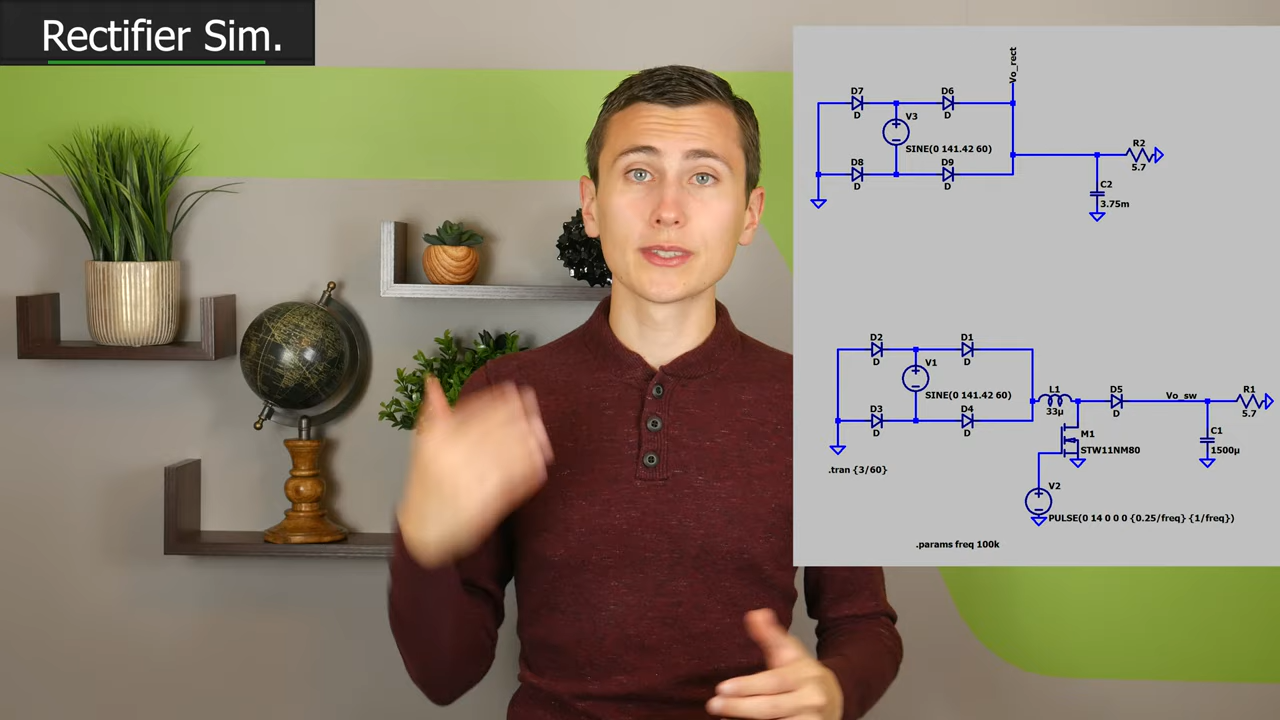 Rectifier Sim.
Vo_rect
D7
D
D6
D
V3
SINE(0 141.42 60)
D8
D
D9
D
R2
5.7
C2
3.75m
D2
D
D1
D
V1
SINE(0 141.42 60)
D3
D
D4
D
L1
33µ
D5
D
Vo_sw
R1
5.7
M1
STW11NM80
C1
1500µ
.tran {3/60}
V2
PULSE(0 14 0 0 0 {0.25/freq} {1/freq})
.params freq 100k